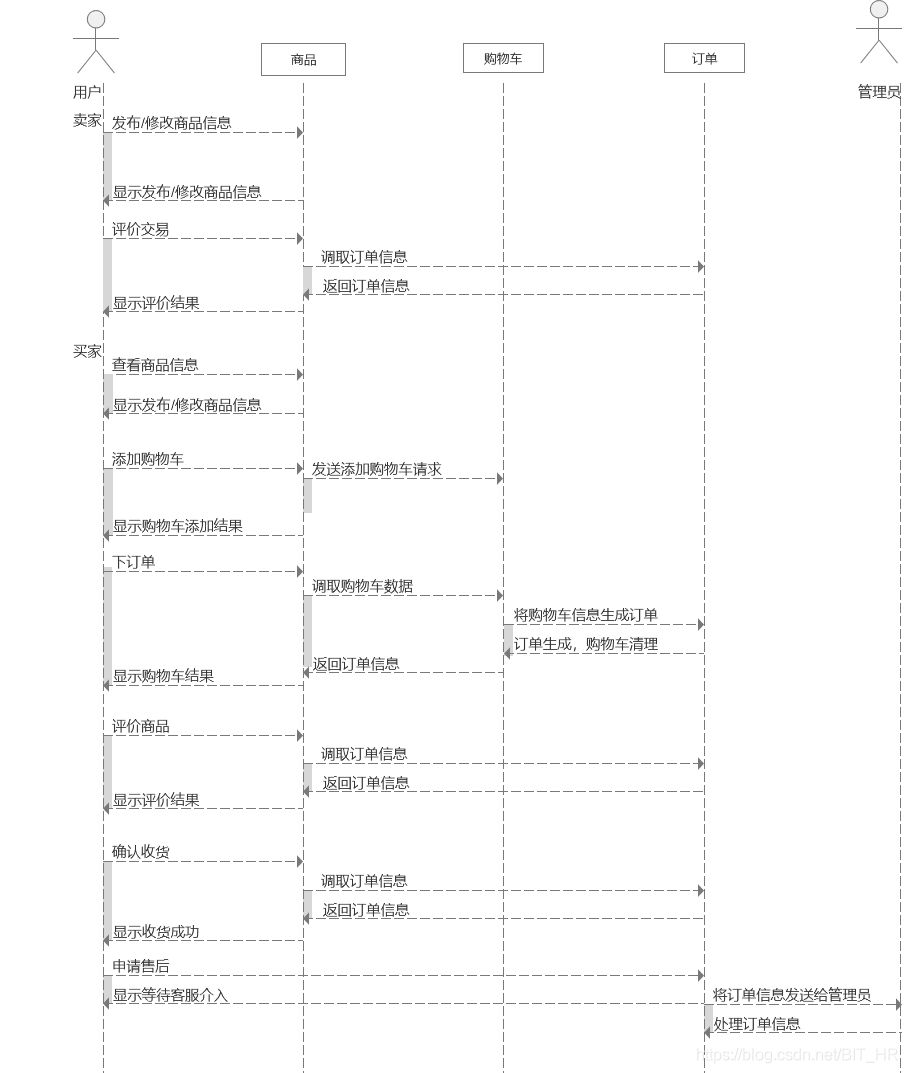 商品
购物车
订单
用户
管理员
卖家
发布/修改商品信息
显示发布/修改商品信息
评价交易
调取订单信息
返回订单信息
显示评价结果
买家
查看商品信息
显示发布/修改商品信息
添加购物车
发送添加购物车请求
显示购物车添加结果
下订单
调取购物车数据
将购物车信息生成订单
订单生成，购物车清理
返回订单信息
显示购物车结果
评价商品
调取订单信息
返回订单信息
显示评价结果
确认收货
调取订单信息
返回订单信息
显示收货成功
申请售后
显示等待客服介入
将订单信息发送给管理员
处理订单信息
https://blog.csdn.net/BIT_HR